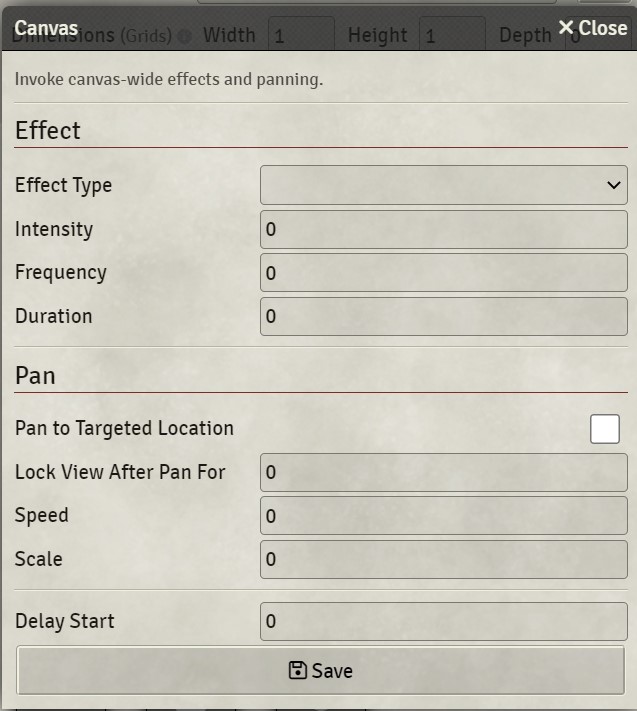 Canvas
Close
Dimensions (Grids) Width 1 Height 1 Depth 0
Invoke canvas-wide effects and panning.
Effect
Effect Type
Intensity 0
Frequency 0
Duration 0
Pan
Pan to Targeted Location
Lock View After Pan For 0
Speed 0
Scale 0
Delay Start 0
Save